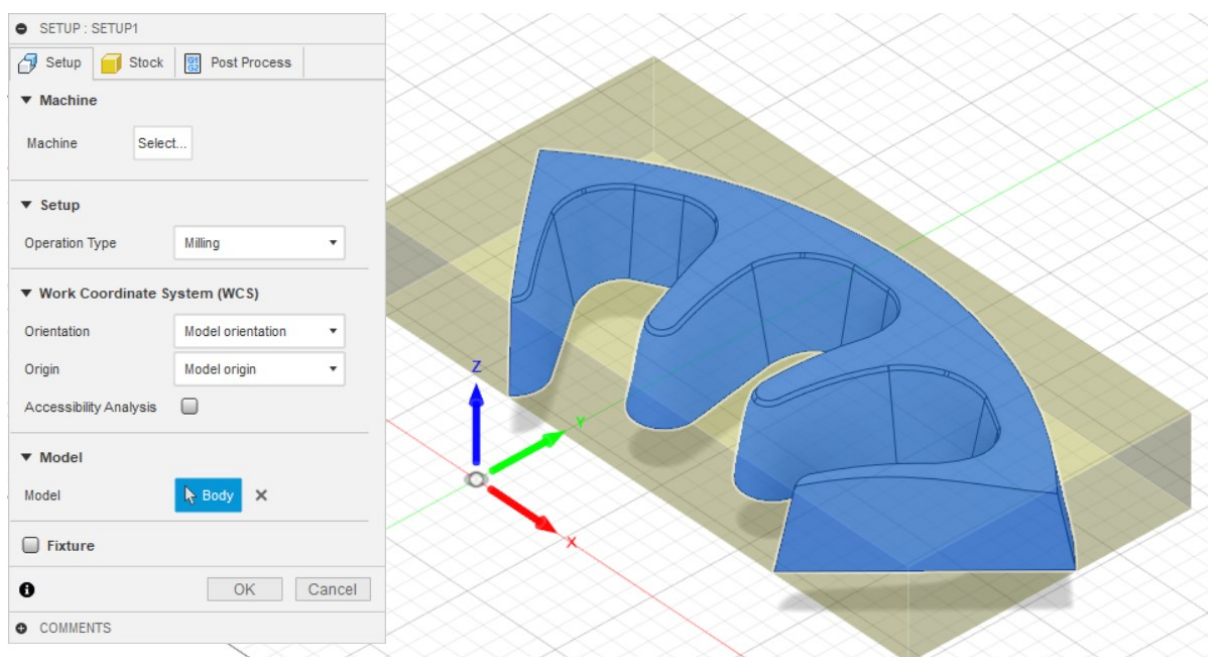 SETUP : SETUP1
Setup Stock Post Process
Machine
Machine Select...
Setup
Operation Type Milling
Work Coordinate System (WCS)
Orientation Model orientation
Origin Model origin
Accessibility Analysis
Model
Model Body
Fixture
OK Cancel
COMMENTS
Z
Y
X